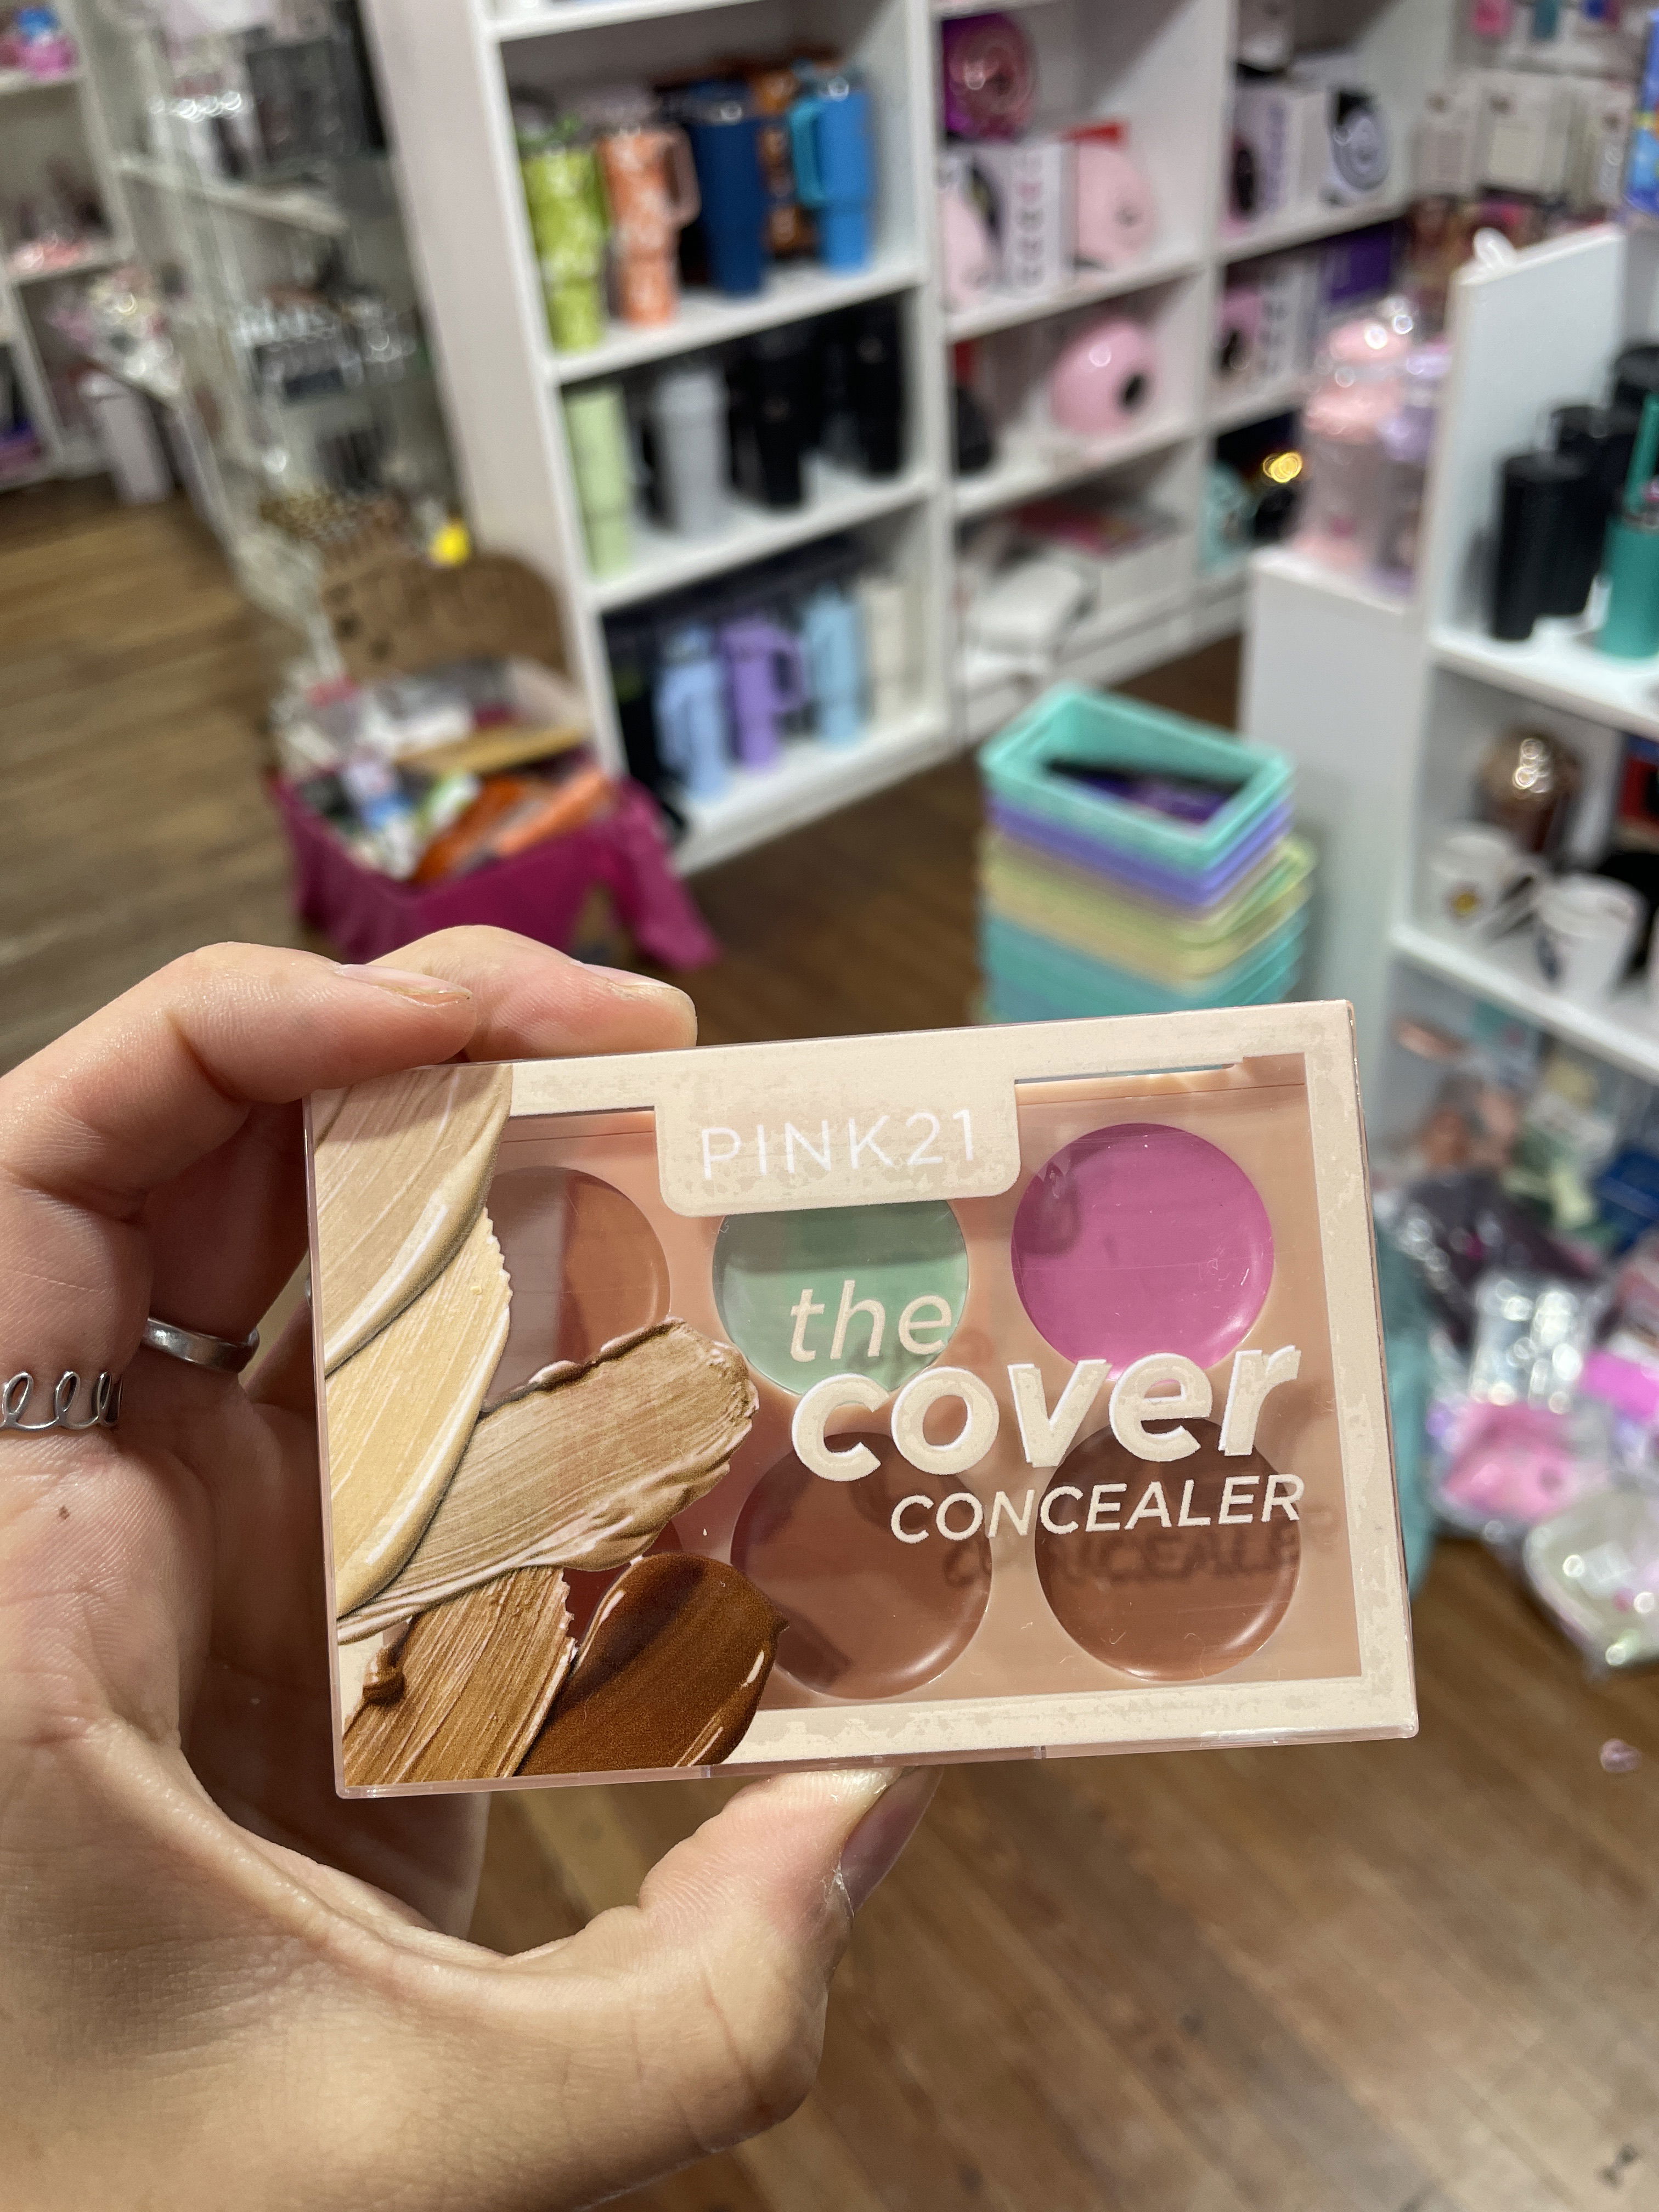 PINK21
the
cover
CONCEALER